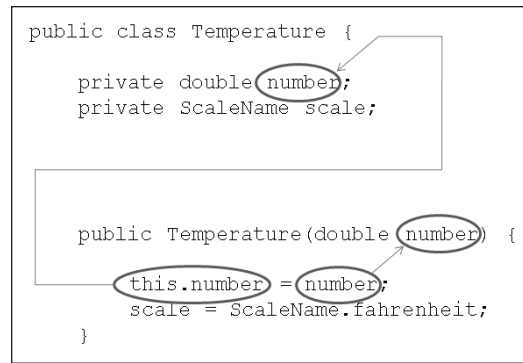 public class Temperature {
private double number;
private ScaleName scale;
public Temperature(double number) {
this.number = number;
scale = ScaleName.fahrenheit;
}